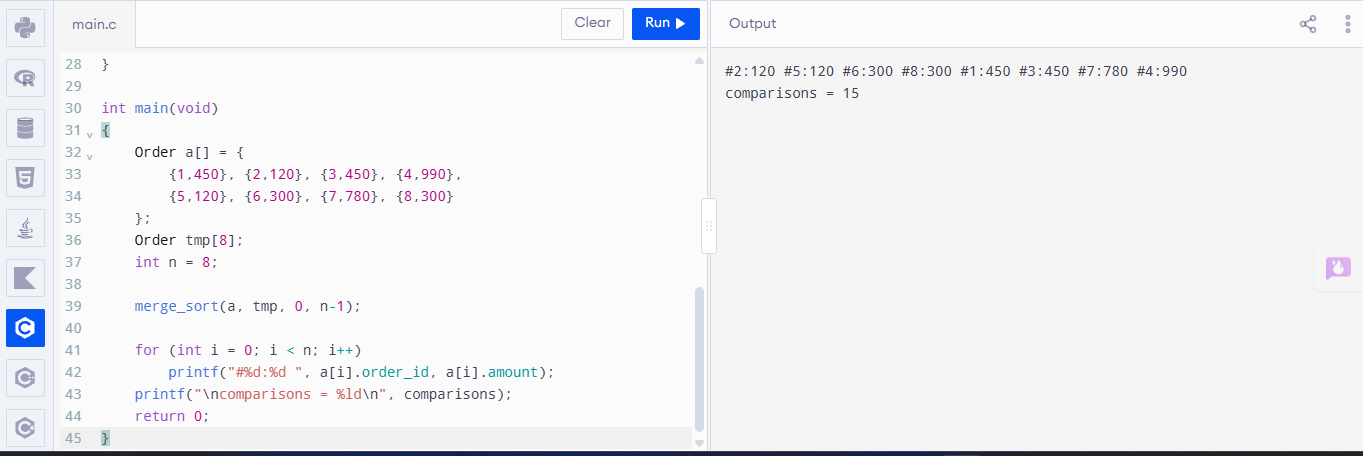 main.c
Clear
Run
Output
28 }
29
30 int main(void)
31 {
32 Order a[] = {
33 {1,450}, {2,120}, {3,450}, {4,990},
34 {5,120}, {6,300}, {7,780}, {8,300}
35 };
36 Order tmp[8];
37 int n = 8;
38
39 merge_sort(a, tmp, 0, n-1);
40
41 for (int i = 0; i < n; i++)
42 printf("#%d:%d ", a[i].order_id, a[i].amount);
43 printf("\ncomparisons = %ld\n", comparisons);
44 return 0;
45 }
#2:120 #5:120 #6:300 #8:300 #1:450 #3:450 #7:780 #4:990
comparisons = 15